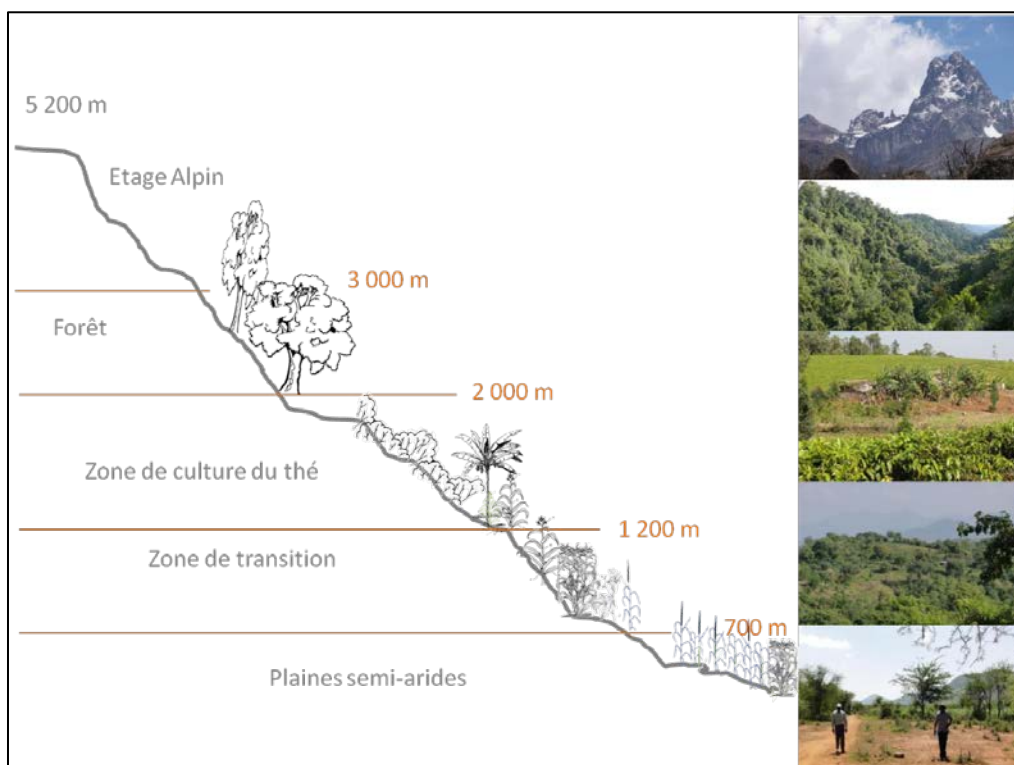 5 200 m
Etage Alpin
3 000 m
Forêt
2 000 m
Zone de culture du thé
1 200 m
Zone de transition
700 m
Plaines semi-arides